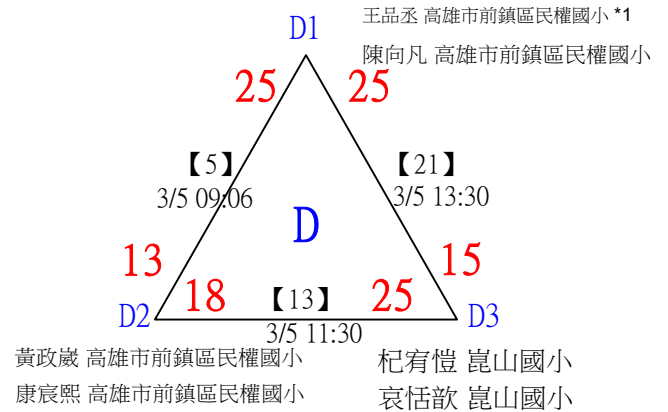 王品丞 高雄市前鎮區民權國小 *1
D1
陳向凡 高雄市前鎮區民權國小
25 25
【5】 【21】
3/5 09:06 3/5 13:30
D
13 15
18 【13】 25
D2 D3
3/5 11:30
黃政崴 高雄市前鎮區民權國小
杞宥愷 崑山國小
康宸熙 高雄市前鎮區民權國小
哀恬歆 崑山國小